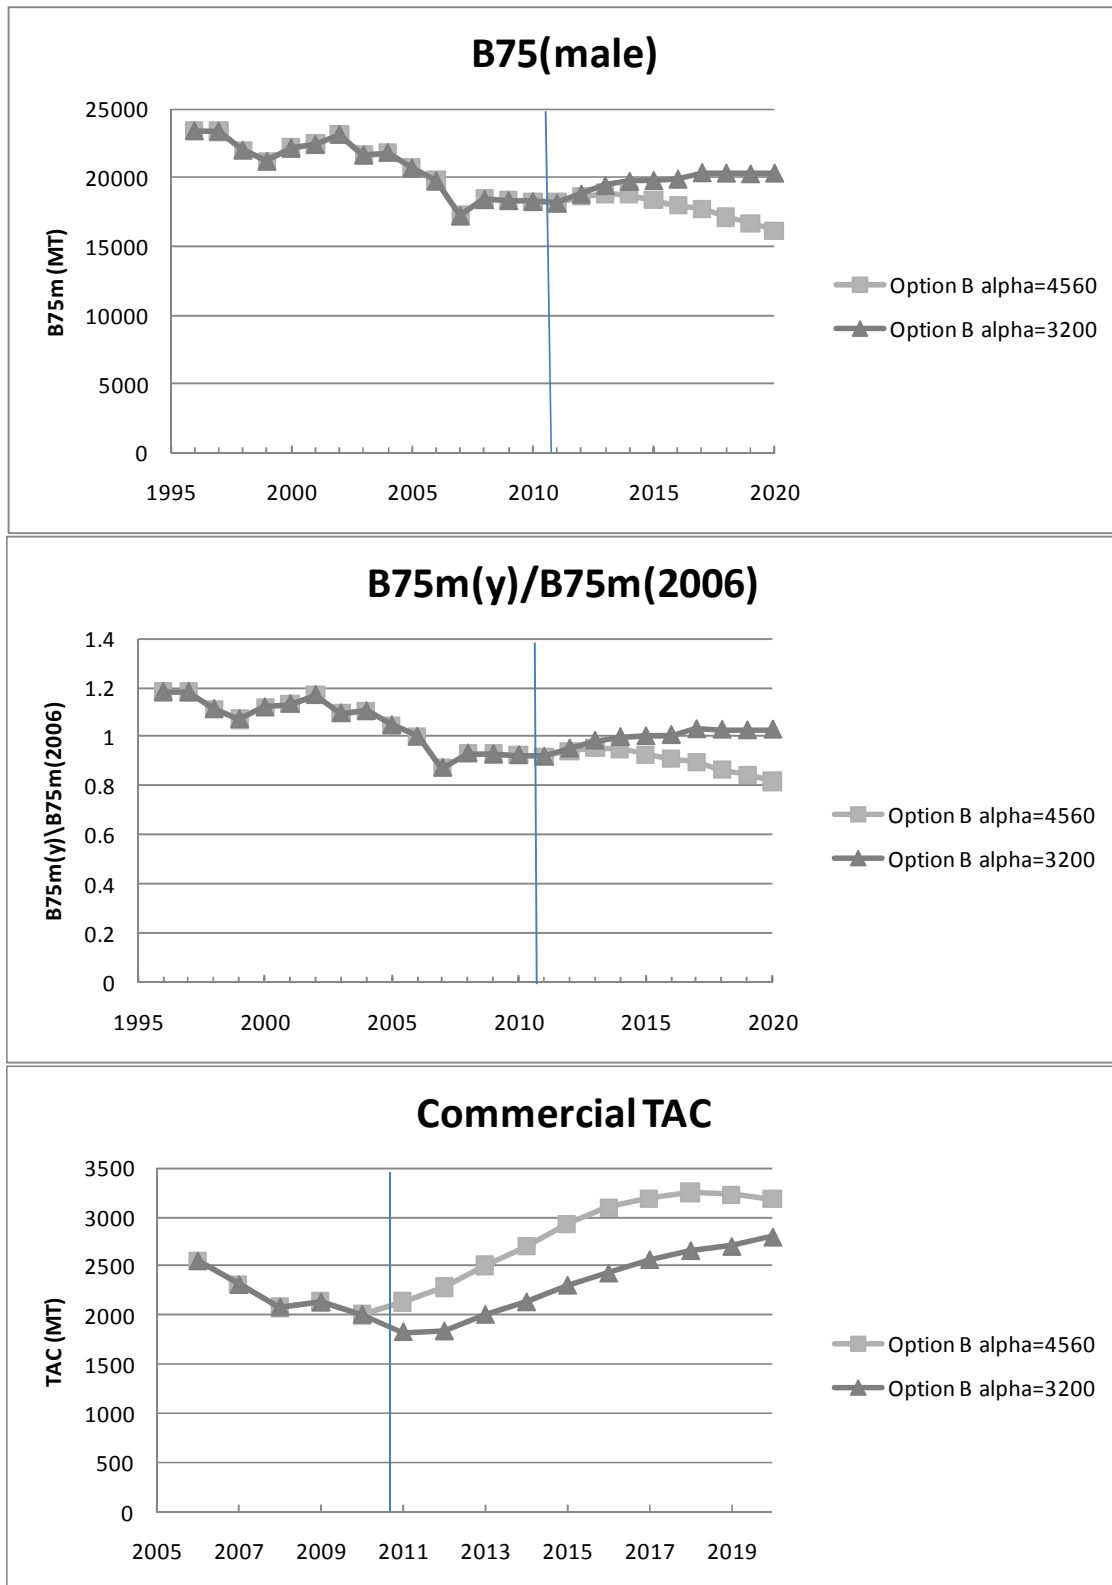 B75(male)
25000
20000
15000
10000
5000
0
B75m (MT)
1995 2000 2005 2010 2015 2020
Option B alpha=4560
Option B alpha=3200
B75m(y)/B75m(2006)
1.4
1.2
1
0.8
0.6
0.4
0.2
0
B75m(y)\B75m(2006)
1995 2000 2005 2010 2015 2020
Option B alpha=4560
Option B alpha=3200
Commercial TAC
3500
3000
2500
2000
1500
1000
500
0
TAC (MT)
2005 2007 2009 2011 2013 2015 2017 2019
Option B alpha=4560
Option B alpha=3200